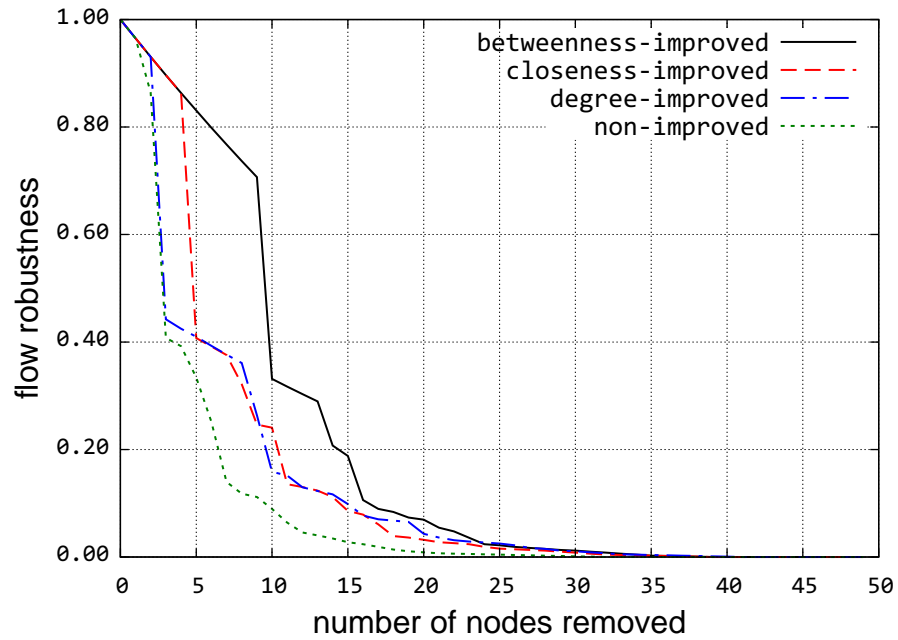 1.00
0.80
0.60
0.40
0.20
0.00
flow robustness
betweenness-improved
closeness-improved
degree-improved
non-improved
0 5 10 15 20 25 30 35 40 45 50
number of nodes removed